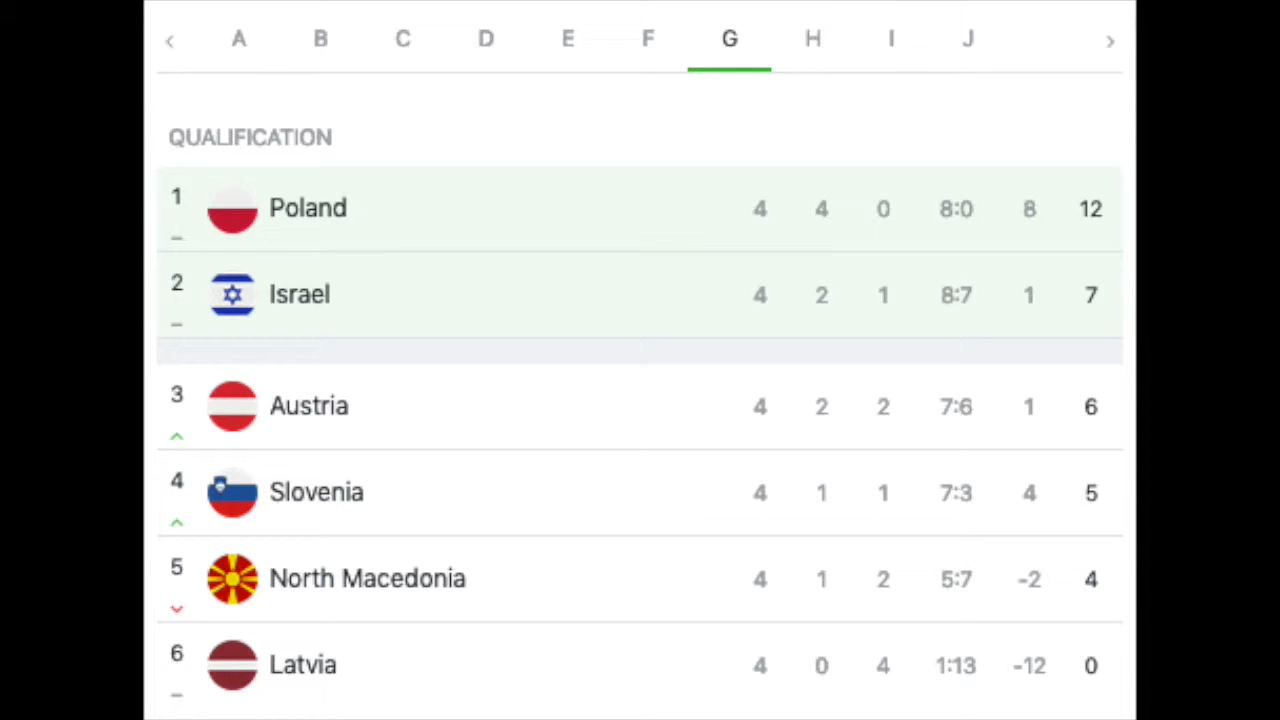 ‹ A B C D E F G H I J ›
QUALIFICATION
1 Poland 4 4 0 8:0 8 12
2 Israel 4 2 1 8:7 1 7
3 Austria 4 2 2 7:6 1 6
4 Slovenia 4 1 1 7:3 4 5
5 North Macedonia 4 1 2 5:7 -2 4
6 Latvia 4 0 4 1:13 -12 0